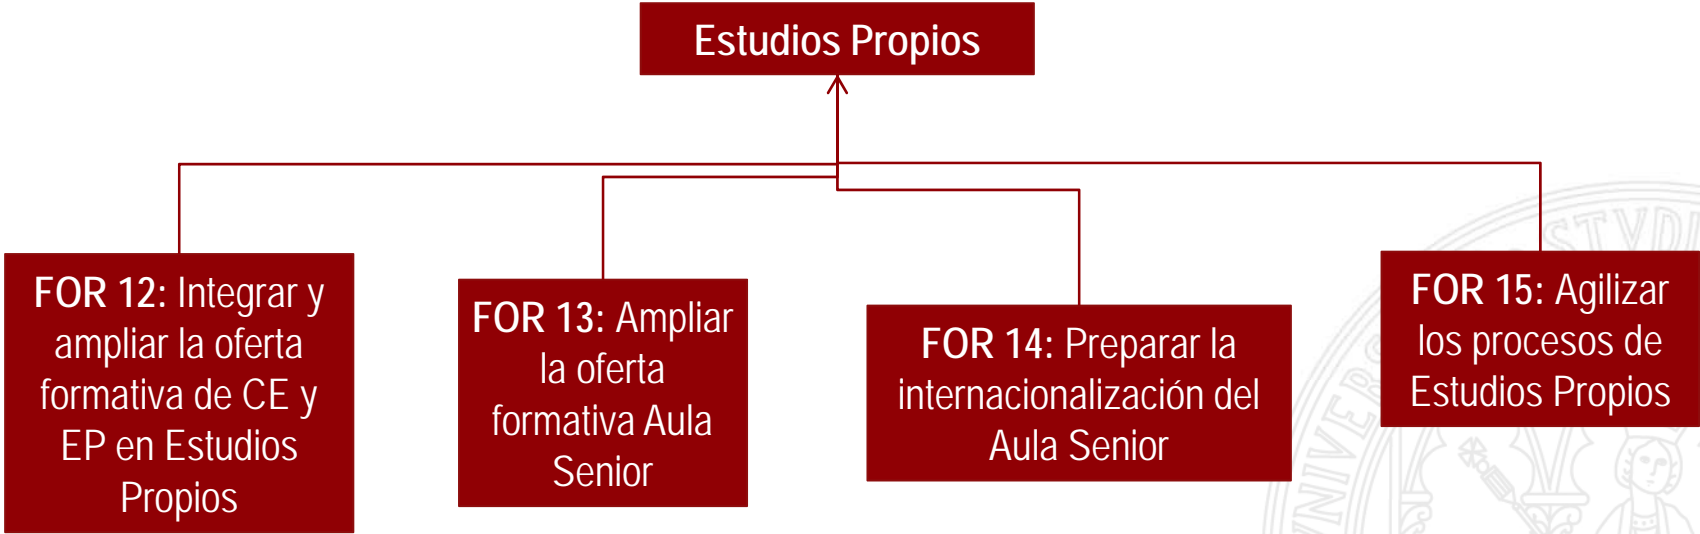 Estudios Propios
FOR 12: Integrar y
ampliar la oferta
formativa de CE y
EP en Estudios
Propios
FOR 13: Ampliar
la oferta
formativa Aula
Senior
FOR 14: Preparar la
internacionalización del
Aula Senior
FOR 15: Agilizar
los procesos de
Estudios Propios